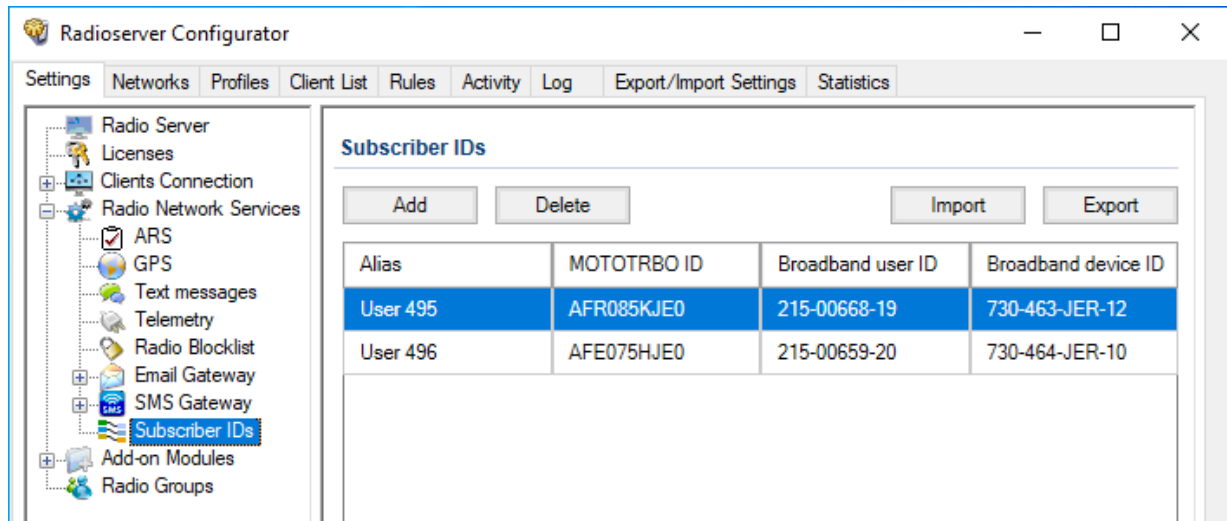 Radioserver Configurator
Settings Networks Profiles Client List Rules Activity Log Export/Import Settings Statistics
Radio Server
Licenses
Clients Connection
Radio Network Services
ARS
GPS
Text messages
Telemetry
Radio Blocklist
Email Gateway
SMS Gateway
SMS
Subscriber IDs
Add-on Modules
Radio Groups
Subscriber IDs
Add Delete Import Export
Alias MOTOTRBO ID Broadband user ID Broadband device ID
User 495 AFR085KJE0 215-00668-19 730-463-JER-12
User 496 AFE075HJE0 215-00659-20 730-464-JER-10